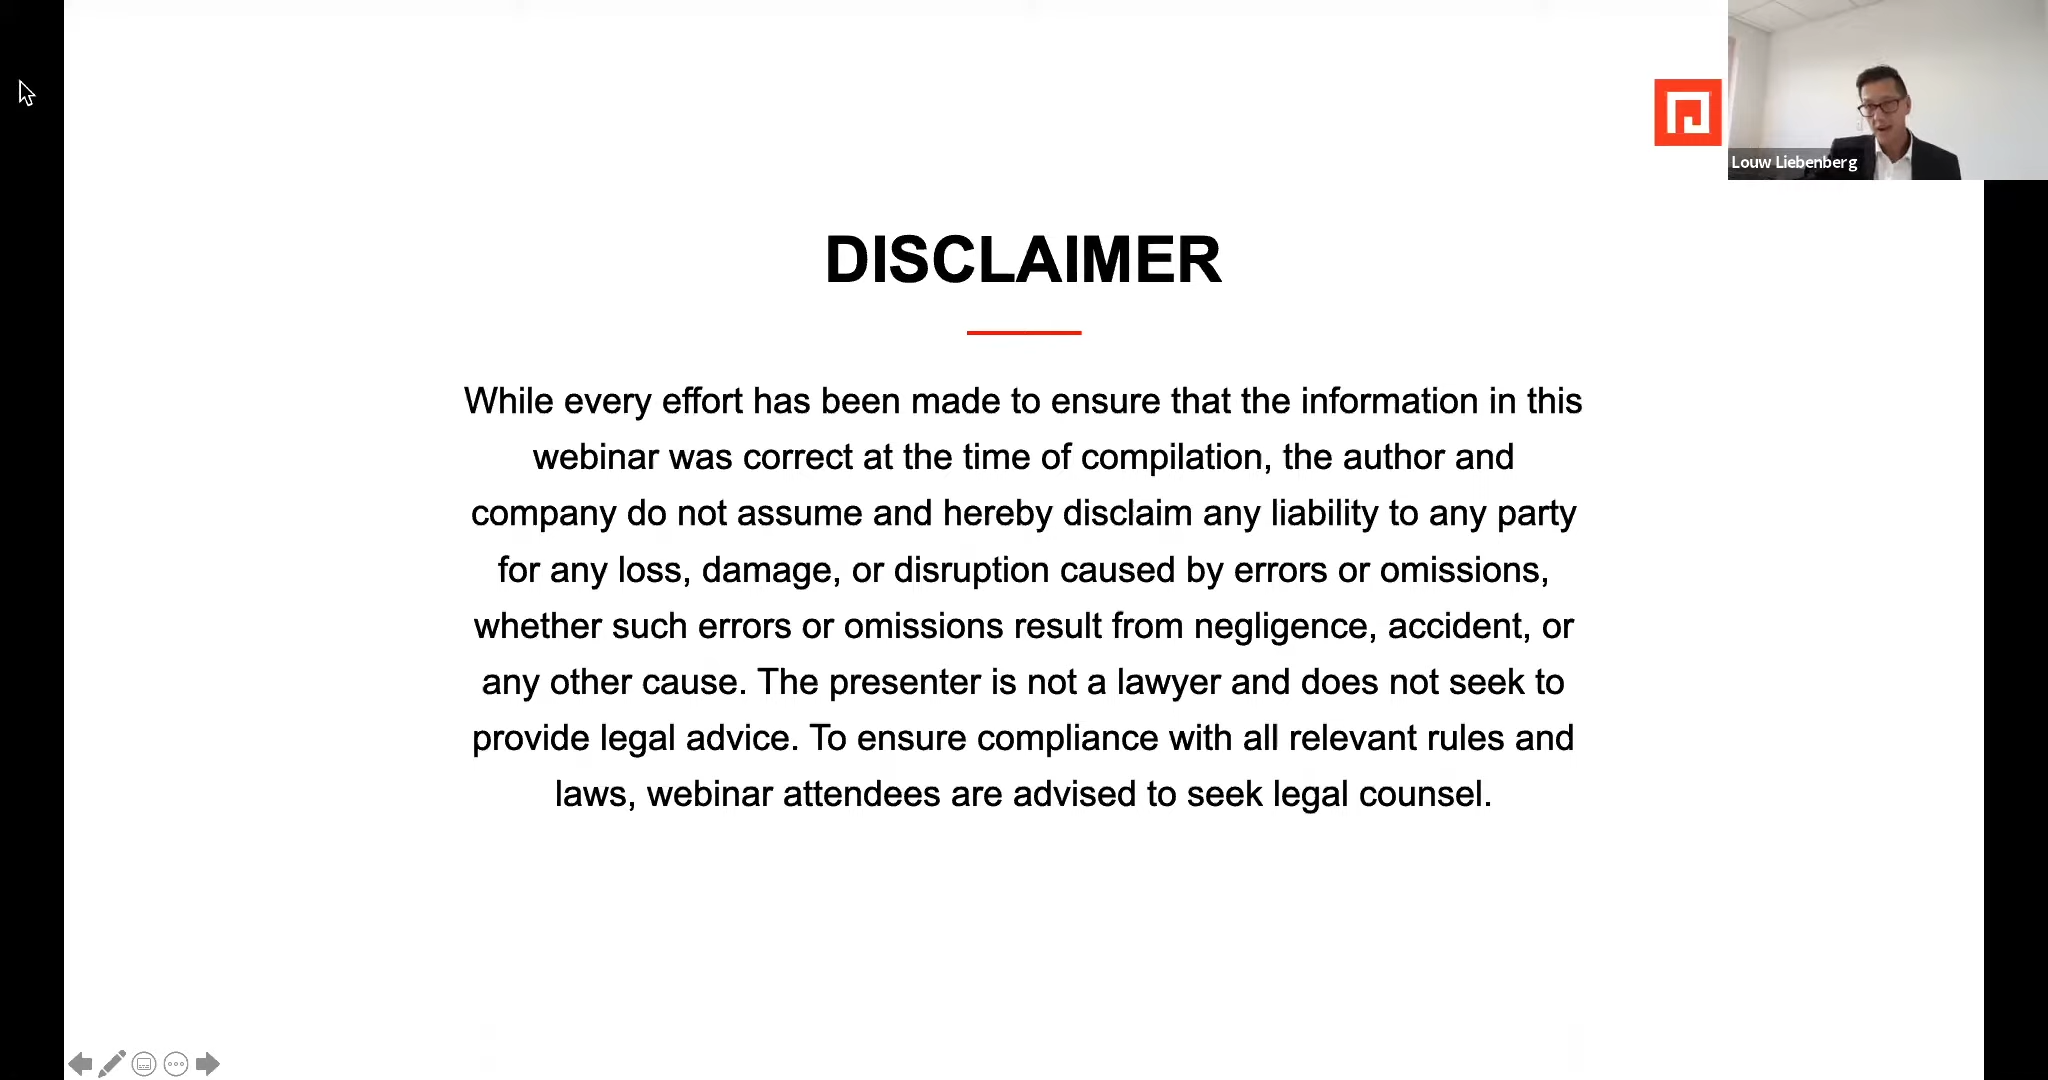 Louw Liebenberg
DISCLAIMER
While every effort has been made to ensure that the information in this
webinar was correct at the time of compilation, the author and
company do not assume and hereby disclaim any liability to any party
for any loss, damage, or disruption caused by errors or omissions,
whether such errors or omissions result from negligence, accident, or
any other cause. The presenter is not a lawyer and does not seek to
provide legal advice. To ensure compliance with all relevant rules and
laws, webinar attendees are advised to seek legal counsel.